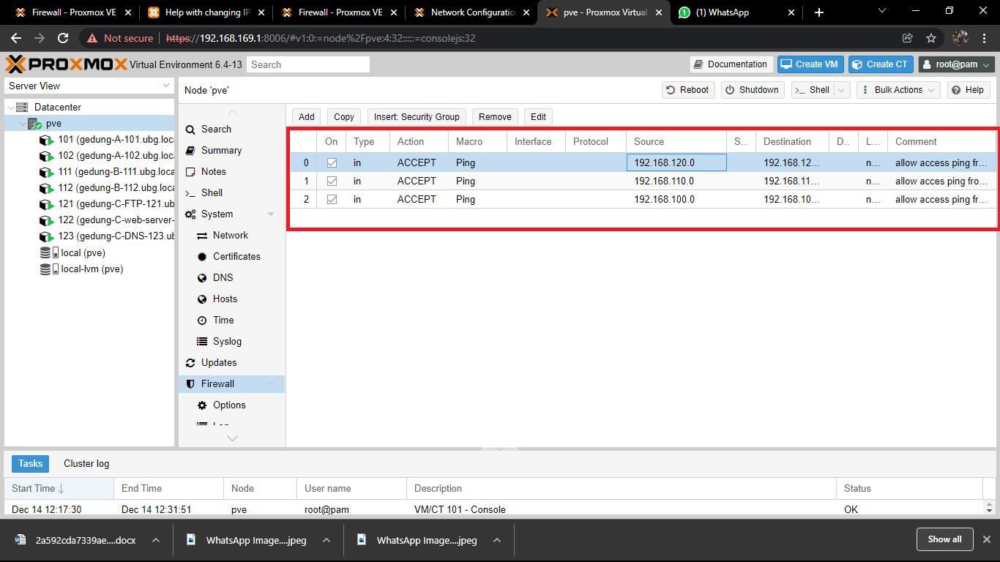 Firewall - Proxmox VE
Help with changing IP
Firewall - Proxmox VE
Network Configuration
pve - Proxmox Virtual
(1) WhatsApp
Not secure https://192.168.169.1:8006/#v1:0:=node%2Fpve:4:32:::::=consolejs:32
PROXMOX Virtual Environment 6.4-13 Search Documentation Create VM Create CT root@pam
Server View
Node 'pve' Reboot Shutdown Shell Bulk Actions Help
Datacenter
pve
101 (gedung-A-101.ubg.loca
102 (gedung-A-102.ubg.loca
111 (gedung-B-111.ubg.loca
112 (gedung-B-112.ubg.loca
121 (gedung-C-FTP-121.ubg
122 (gedung-C-web-server-
123 (gedung-C-DNS-123.ub
local (pve)
local-lvm (pve)
Search
Summary
Notes
Shell
System
Network
Certificates
DNS
Hosts
Time
Syslog
Updates
Firewall
Options
Add Copy Insert: Security Group Remove Edit
On Type Action Macro Interface Protocol Source S... Destination D.. L... Comment
0 in ACCEPT Ping 192.168.120.0 192.168.12... n... allow access ping fr...
1 in ACCEPT Ping 192.168.110.0 192.168.11... n... allow acces ping fro...
2 in ACCEPT Ping 192.168.100.0 192.168.10... n... allow access ping fr...
Tasks Cluster log
Start Time End Time Node User name Description Status
Dec 14 12:17:30 Dec 14 12:31:51 pve root@pam VM/CT 101 - Console OK
2a592cda7339ae....docx
WhatsApp Image....jpeg
WhatsApp Image....jpeg
Show all